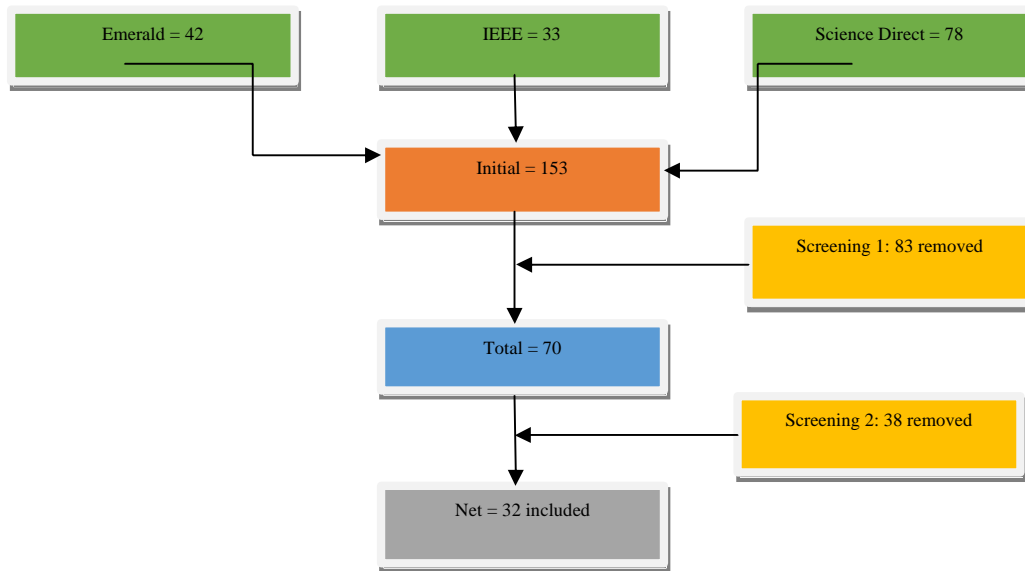 Emerald = 42
IEEE = 33
Science Direct = 78
Initial = 153
Screening 1: 83 removed
Total = 70
Screening 2: 38 removed
Net = 32 included